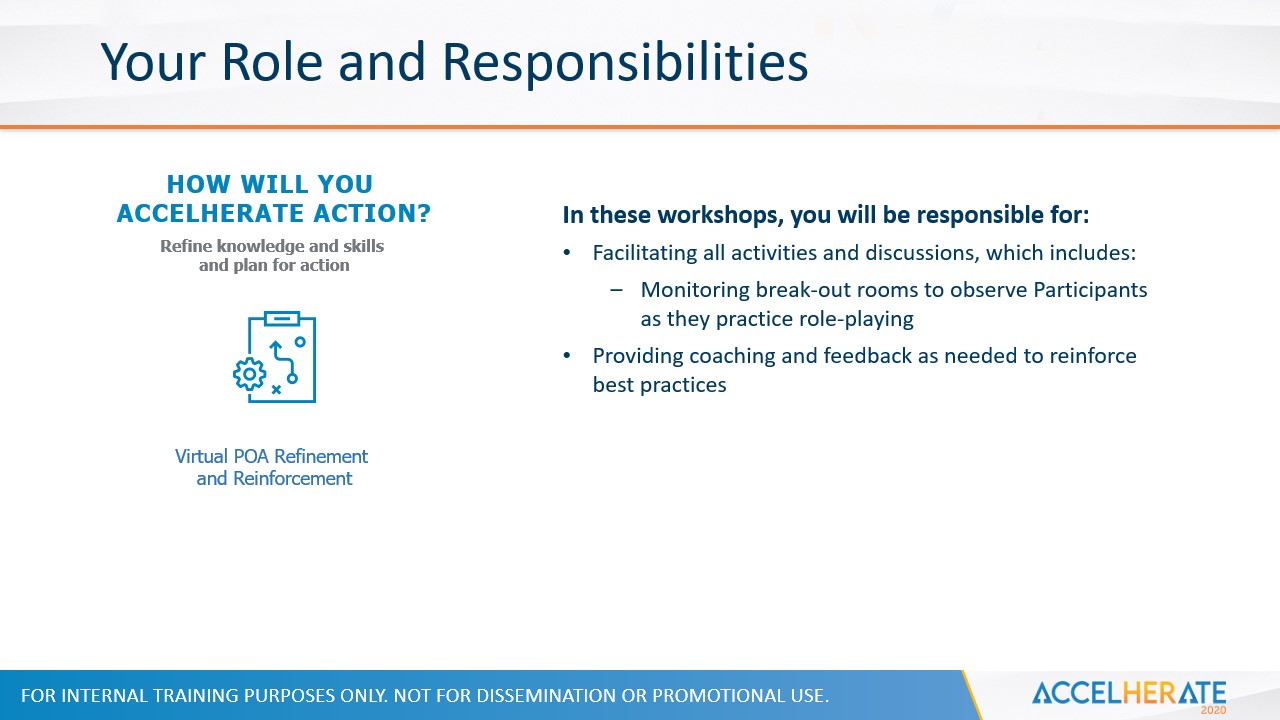 Your Role and Responsibilities
HOW WILL YOU
ACCELHERATE ACTION?
Refine knowledge and skills
and plan for action
Virtual POA Refinement
and Reinforcement
In these workshops, you will be responsible for:
• Facilitating all activities and discussions, which includes:
– Monitoring break-out rooms to observe Participants
as they practice role-playing
• Providing coaching and feedback as needed to reinforce
best practices
FOR INTERNAL TRAINING PURPOSES ONLY. NOT FOR DISSEMINATION OR PROMOTIONAL USE.
ACCELHERATE
2020